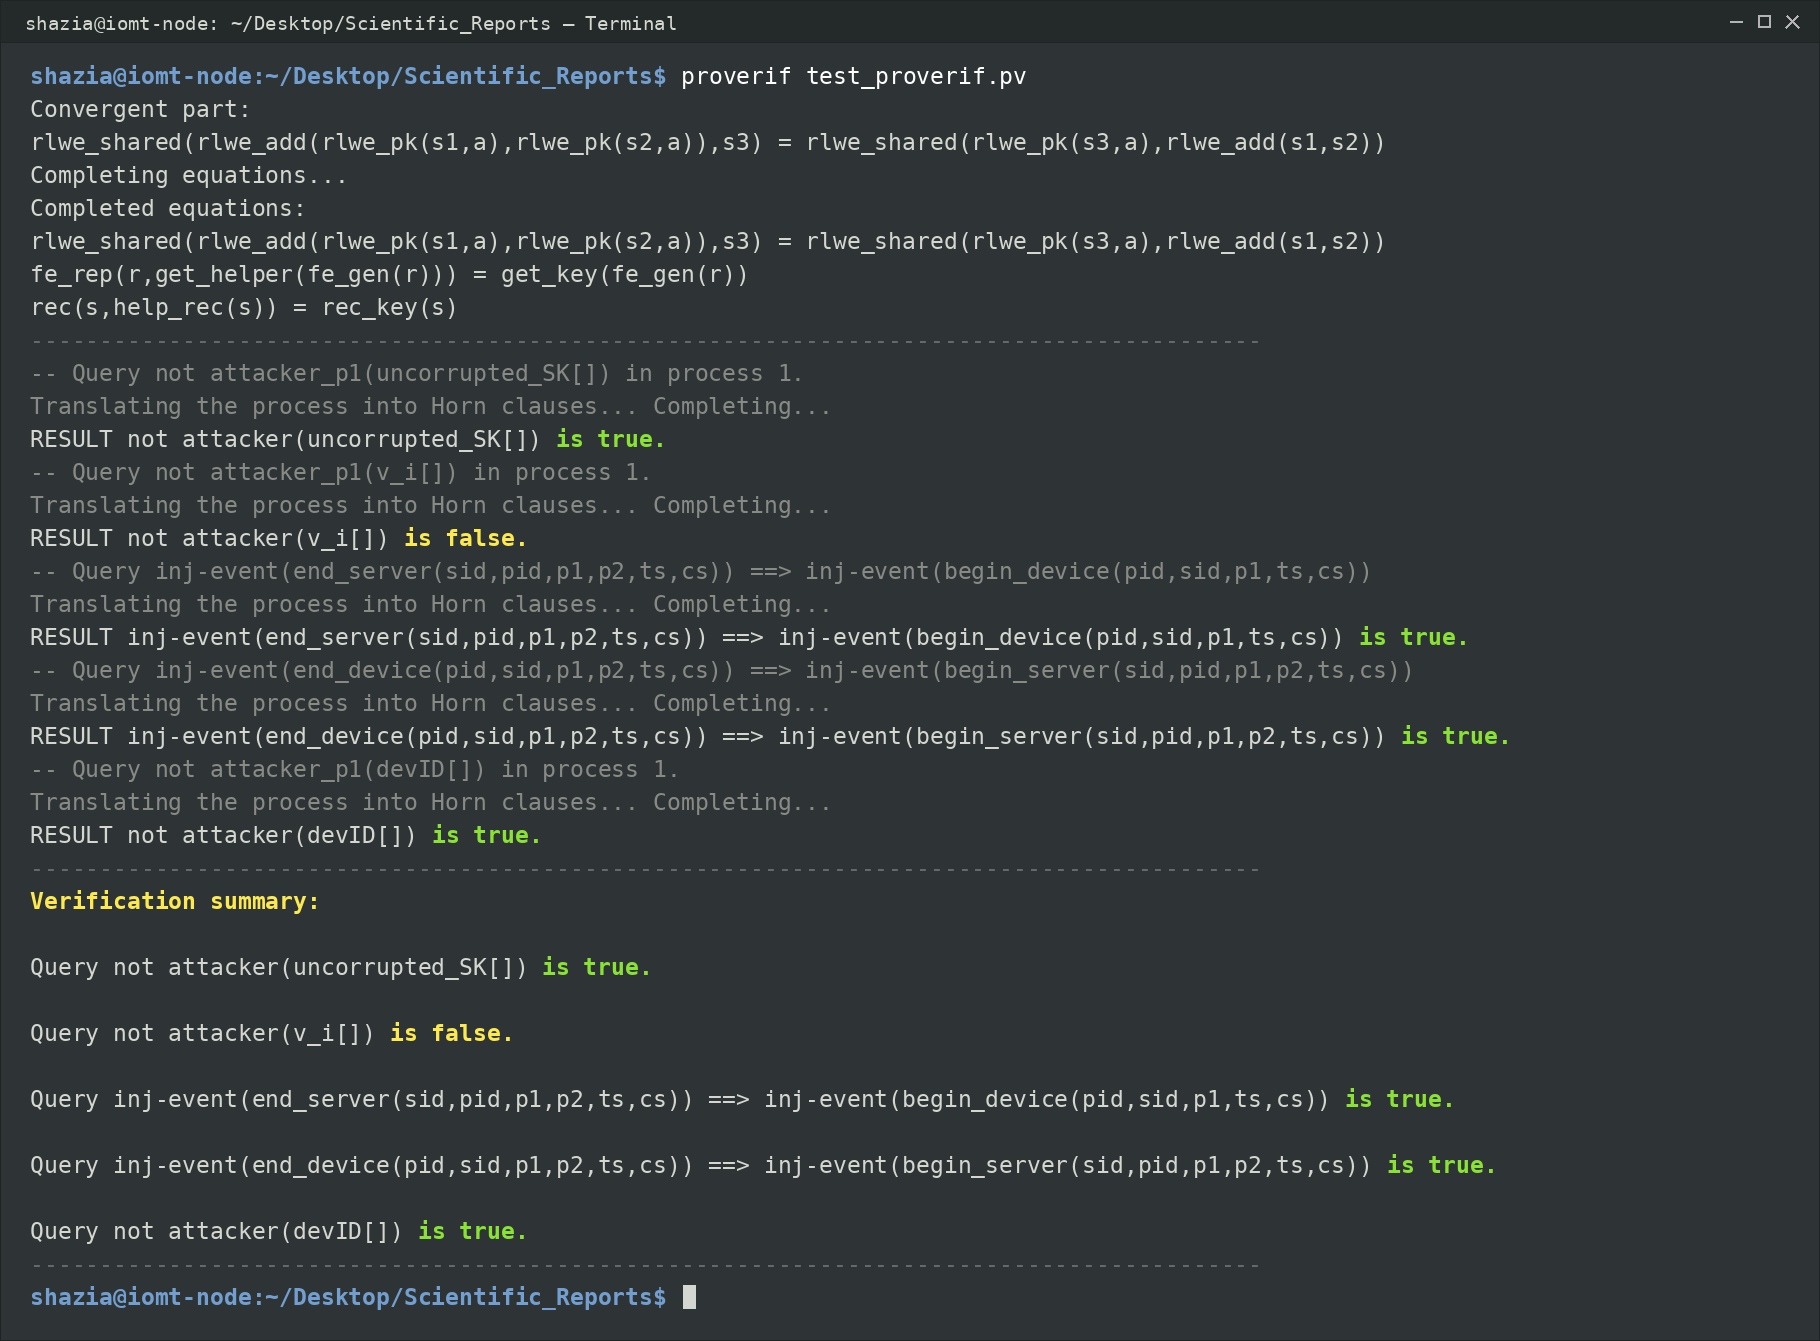 shazia@iomt-node: ~/Desktop/Scientific_Reports — Terminal
shazia@iomt-node:~/Desktop/Scientific_Reports$ proverif test_proverif.pv
Convergent part:
rlwe_shared(rlwe_add(rlwe_pk(s1,a),rlwe_pk(s2,a)),s3) = rlwe_shared(rlwe_pk(s3,a),rlwe_add(s1,s2))
Completing equations...
Completed equations:
rlwe_shared(rlwe_add(rlwe_pk(s1,a),rlwe_pk(s2,a)),s3) = rlwe_shared(rlwe_pk(s3,a),rlwe_add(s1,s2))
fe_rep(r,get_helper(fe_gen(r))) = get_key(fe_gen(r))
rec(s,help_rec(s)) = rec_key(s)
-----------------------------------------------------------------------------------------
-- Query not attacker_p1(uncorrupted_SK[]) in process 1.
Translating the process into Horn clauses... Completing...
RESULT not attacker(uncorrupted_SK[]) is true.
-- Query not attacker_p1(v_i[]) in process 1.
Translating the process into Horn clauses... Completing...
RESULT not attacker(v_i[]) is false.
-- Query inj-event(end_server(sid,pid,p1,p2,ts,cs)) ==> inj-event(begin_device(pid,sid,p1,ts,cs))
Translating the process into Horn clauses... Completing...
RESULT inj-event(end_server(sid,pid,p1,p2,ts,cs)) ==> inj-event(begin_device(pid,sid,p1,ts,cs)) is true.
-- Query inj-event(end_device(pid,sid,p1,p2,ts,cs)) ==> inj-event(begin_server(sid,pid,p1,p2,ts,cs))
Translating the process into Horn clauses... Completing...
RESULT inj-event(end_device(pid,sid,p1,p2,ts,cs)) ==> inj-event(begin_server(sid,pid,p1,p2,ts,cs)) is true.
-- Query not attacker_p1(devID[]) in process 1.
Translating the process into Horn clauses... Completing...
RESULT not attacker(devID[]) is true.
-----------------------------------------------------------------------------------------
Verification summary:
Query not attacker(uncorrupted_SK[]) is true.
Query not attacker(v_i[]) is false.
Query inj-event(end_server(sid,pid,p1,p2,ts,cs)) ==> inj-event(begin_device(pid,sid,p1,ts,cs)) is true.
Query inj-event(end_device(pid,sid,p1,p2,ts,cs)) ==> inj-event(begin_server(sid,pid,p1,p2,ts,cs)) is true.
Query not attacker(devID[]) is true.
-----------------------------------------------------------------------------------------
shazia@iomt-node:~/Desktop/Scientific_Reports$